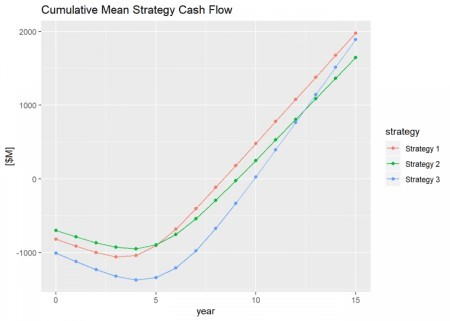 Cumulative Mean Strategy Cash Flow
2000
1000
0
-1000
[$M]
0
5
10
15
year
strategy
Strategy 1
Strategy 2
Strategy 3